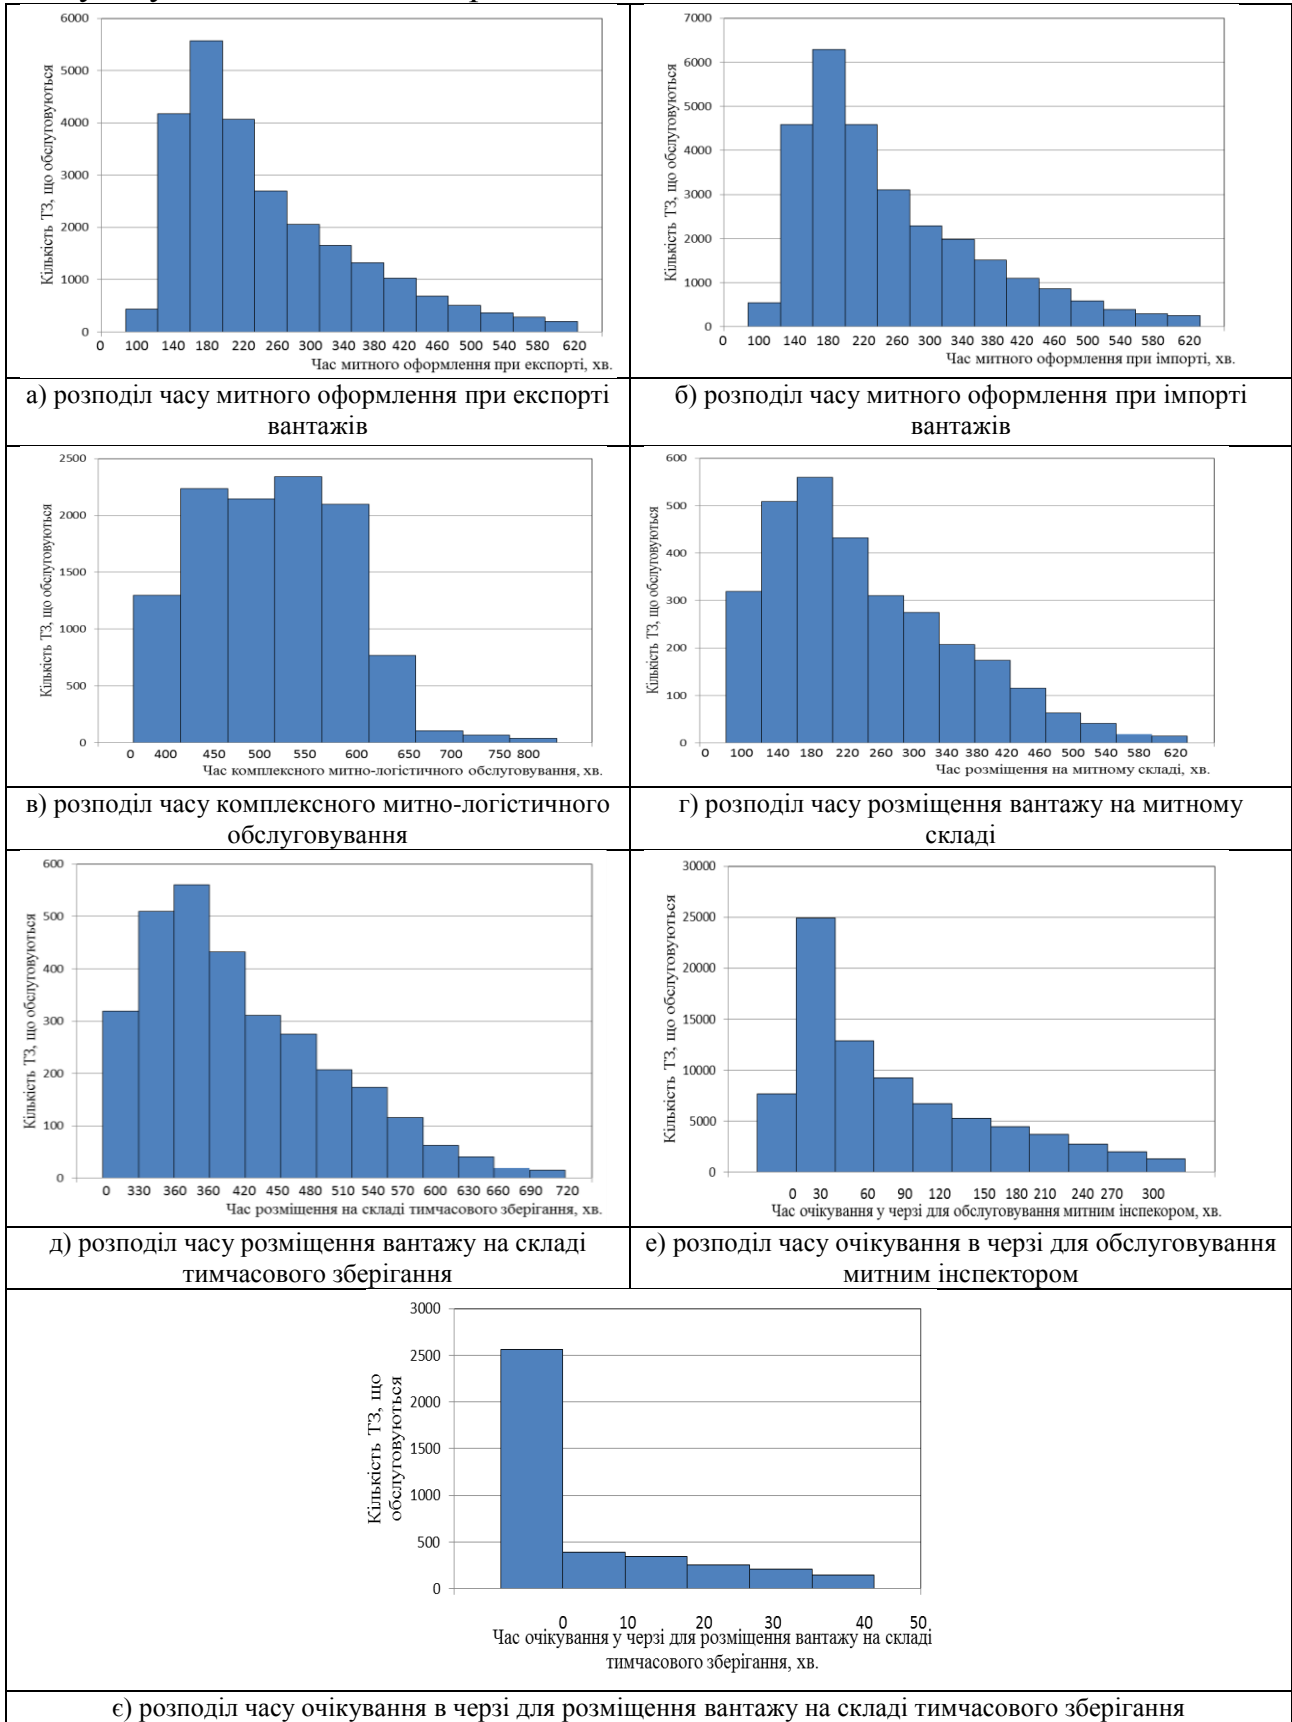 6000
5000
4000
3000
2000
1000
0
Кількість ТЗ, що обслуговуються
0 100 140 180 220 260 300 340 380 420 460 500 540 580 620
Час митного оформлення при експорті, хв.
7000
6000
5000
4000
3000
2000
1000
0
Кількість ТЗ, що обслуговуються
0 100 140 180 220 260 300 340 380 420 460 500 540 580 620
Час митного оформлення при імпорті, хв.
а) розподіл часу митного оформлення при експорті
вантажів
б) розподіл часу митного оформлення при імпорті
вантажів
2500
2000
1500
1000
500
0
Кількість ТЗ, що обслуговуються
0 400 450 500 550 600 650 700 750 800
Час комплексного митно-логістичного обслуговування, хв.
600
500
400
300
200
100
0
Кількість ТЗ, що обслуговуються
0 100 140 180 220 260 300 340 380 420 460 500 540 580 620
Час розміщення на митному складі, хв.
в) розподіл часу комплексного митно-логістичного
обслуговування
г) розподіл часу розміщення вантажу на митному
складі
600
500
400
300
200
100
0
Кількість ТЗ, що обслуговуються
0 330 360 360 420 450 480 510 540 570 600 630 660 690 720
Час розміщення на складі тимчасового зберігання, хв.
30000
25000
20000
15000
10000
5000
0
Кількість ТЗ, що обслуговуються
0 30 60 90 120 150 180 210 240 270 300
Час очікування у черзі для обслуговування митним інспекором, хв.
д) розподіл часу розміщення вантажу на складі
тимчасового зберігання
е) розподіл часу очікування в черзі для обслуговування
митним інспектором
3000
2500
2000
1500
1000
500
0
Кількість ТЗ, що
обслуговуються
0 10 20 30 40 50
Час очікування у черзі для розміщення вантажу на складі
тимчасового зберігання, хв.
є) розподіл часу очікування в черзі для розміщення вантажу на складі тимчасового зберігання